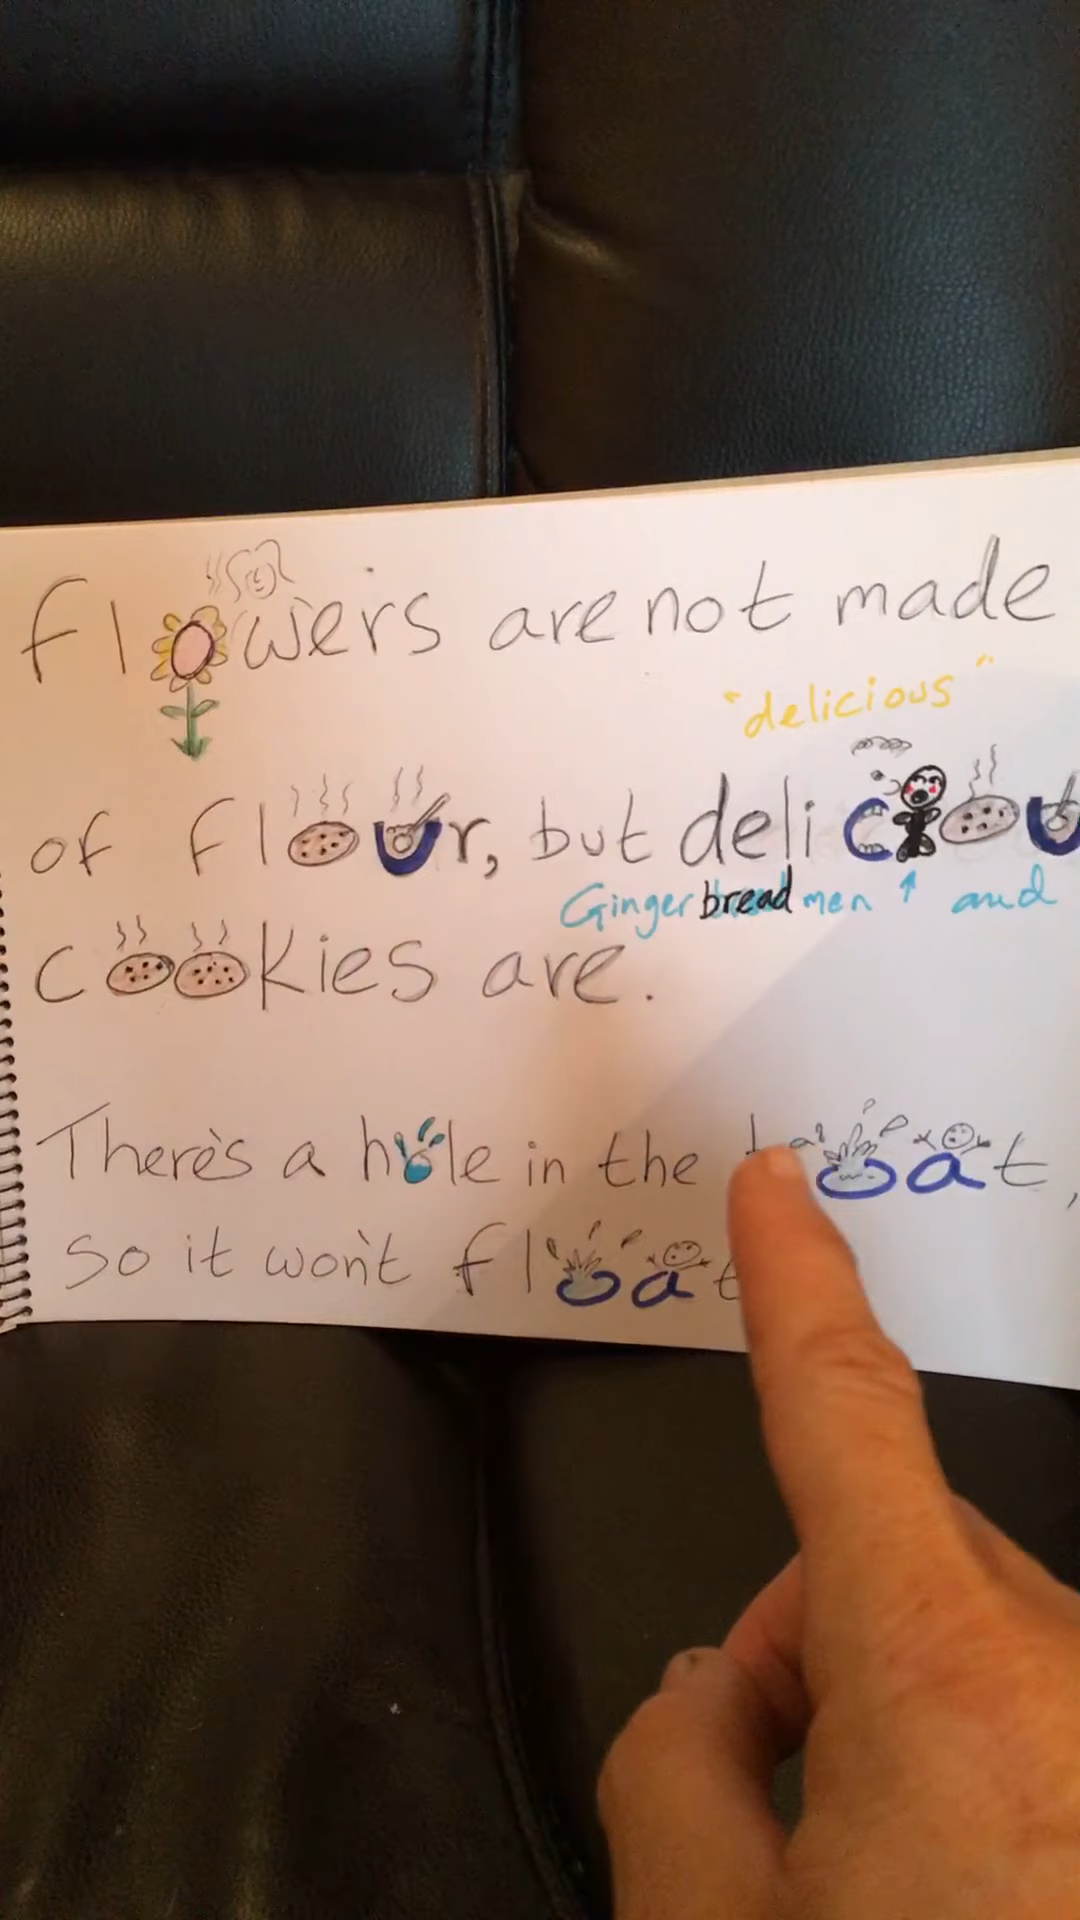 flowers are not made
"delicious"
of flour, but deliciou
Gingerbread men ↑ and
cookies are.
There's a hole in the boat,
so it won't float